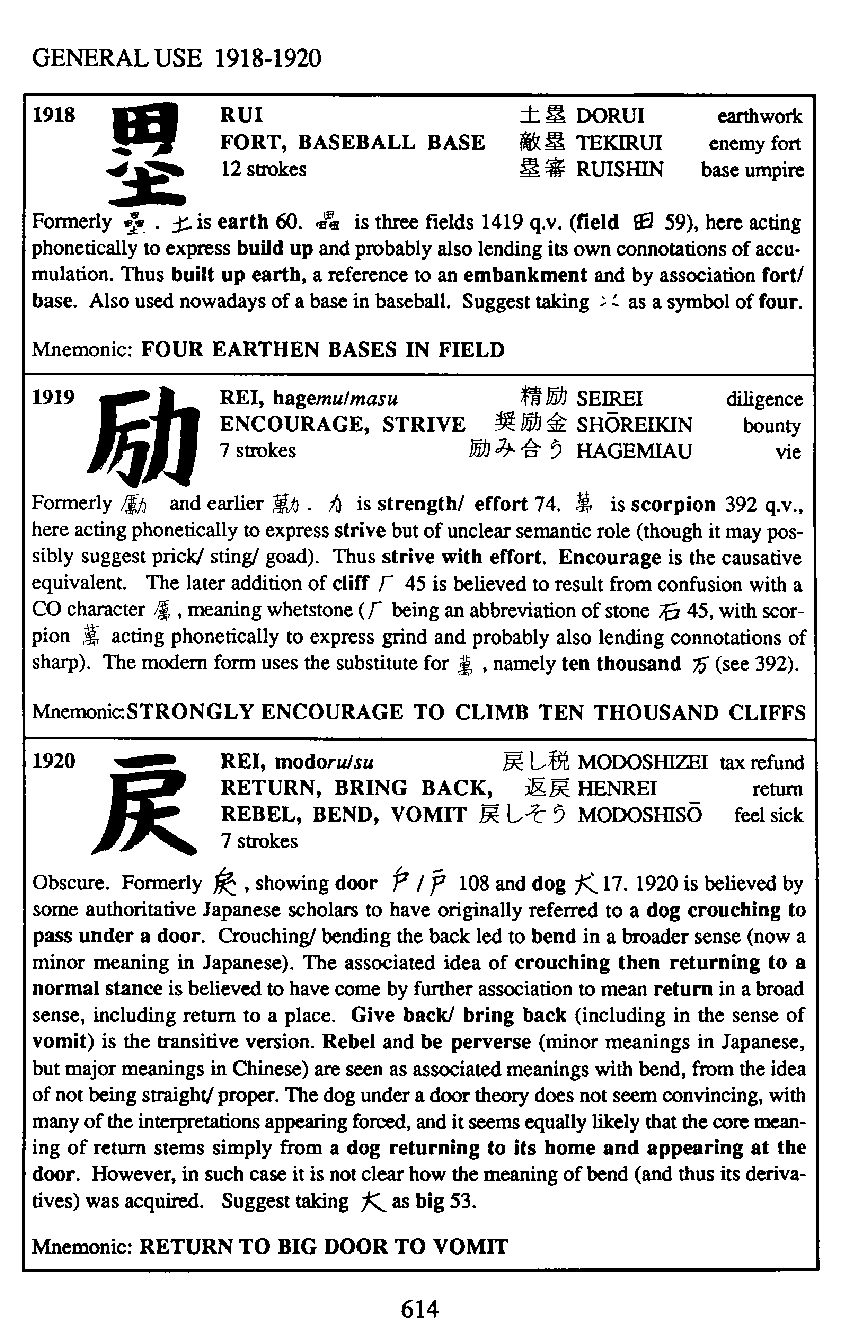 GENERAL USE 1918-1920
1918 塁 RUI 土塁 DORUI earthwork
FORT, BASEBALL BASE 敵塁 TEKIRUI enemy fort
12 strokes 塁審 RUISHIN base umpire
Formerly 壘. 土 is earth 60. 畾 is three fields 1419 q.v. (field 田 59), here acting
phonetically to express build up and probably also lending its own connotations of accu-
mulation. Thus built up earth, a reference to an embankment and by association fort/
base. Also used nowadays of a base in baseball. Suggest taking as a symbol of four.
Mnemonic: FOUR EARTHEN BASES IN FIELD
1919 励 REI, hagemu/masu 精励 SEIREI diligence
ENCOURAGE, STRIVE 奨励金 SHŌREIKIN bounty
7 strokes 励み合う HAGEMIAU vie
Formerly 勵 and earlier 勱. 力 is strength/ effort 74. 萬 is scorpion 392 q.v.,
here acting phonetically to express strive but of unclear semantic role (though it may pos-
sibly suggest prick/ sting/ goad). Thus strive with effort. Encourage is the causative
equivalent. The later addition of cliff 厂 45 is believed to result from confusion with a
CO character 厲, meaning whetstone (厂 being an abbreviation of stone 石 45, with scor-
pion 萬 acting phonetically to express grind and probably also lending connotations of
sharp). The modern form uses the substitute for 萬, namely ten thousand 万 (see 392).
Mnemonic:STRONGLY ENCOURAGE TO CLIMB TEN THOUSAND CLIFFS
1920 戻 REI, modoru/su 戻し税 MODOSHIZEI tax refund
RETURN, BRING BACK, 返戻 HENREI return
REBEL, BEND, VOMIT 戻しそう MODOSHISŌ feel sick
7 strokes
Obscure. Formerly 戾, showing door 戶/戸 108 and dog 犬 17. 1920 is believed by
some authoritative Japanese scholars to have originally referred to a dog crouching to
pass under a door. Crouching/ bending the back led to bend in a broader sense (now a
minor meaning in Japanese). The associated idea of crouching then returning to a
normal stance is believed to have come by further association to mean return in a broad
sense, including return to a place. Give back/ bring back (including in the sense of
vomit) is the transitive version. Rebel and be perverse (minor meanings in Japanese,
but major meanings in Chinese) are seen as associated meanings with bend, from the idea
of not being straight/ proper. The dog under a door theory does not seem convincing, with
many of the interpretations appearing forced, and it seems equally likely that the core mean-
ing of return stems simply from a dog returning to its home and appearing at the
door. However, in such case it is not clear how the meaning of bend (and thus its deriva-
tives) was acquired. Suggest taking 大 as big 53.
Mnemonic: RETURN TO BIG DOOR TO VOMIT
614